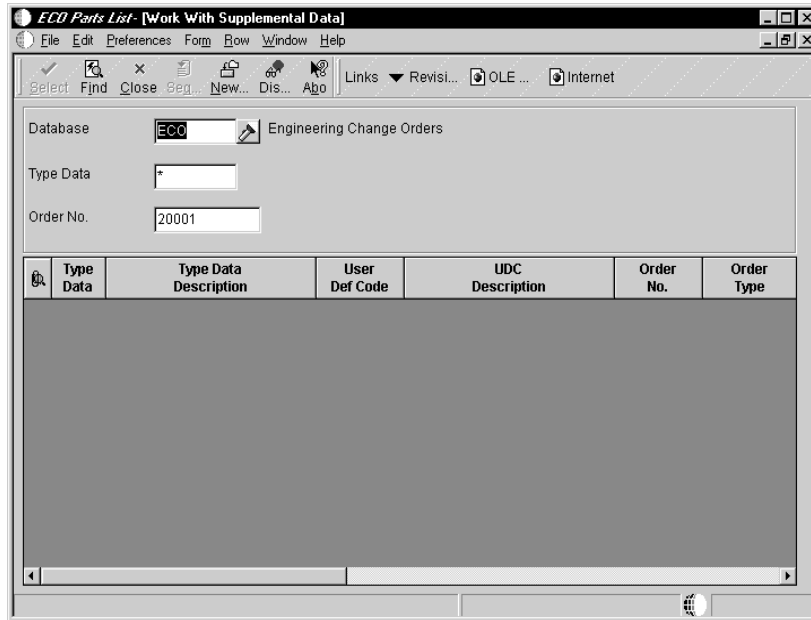 ECO Parts List - [Work With Supplemental Data]
File Edit Preferences Form Row Window Help
Select Find Close Seq... New... Dis... Abo Links Revisi... OLE ... Internet
Database ECO Engineering Change Orders
Type Data *
Order No. 20001
Type Data Type Data Description User Def Code UDC Description Order No. Order Type